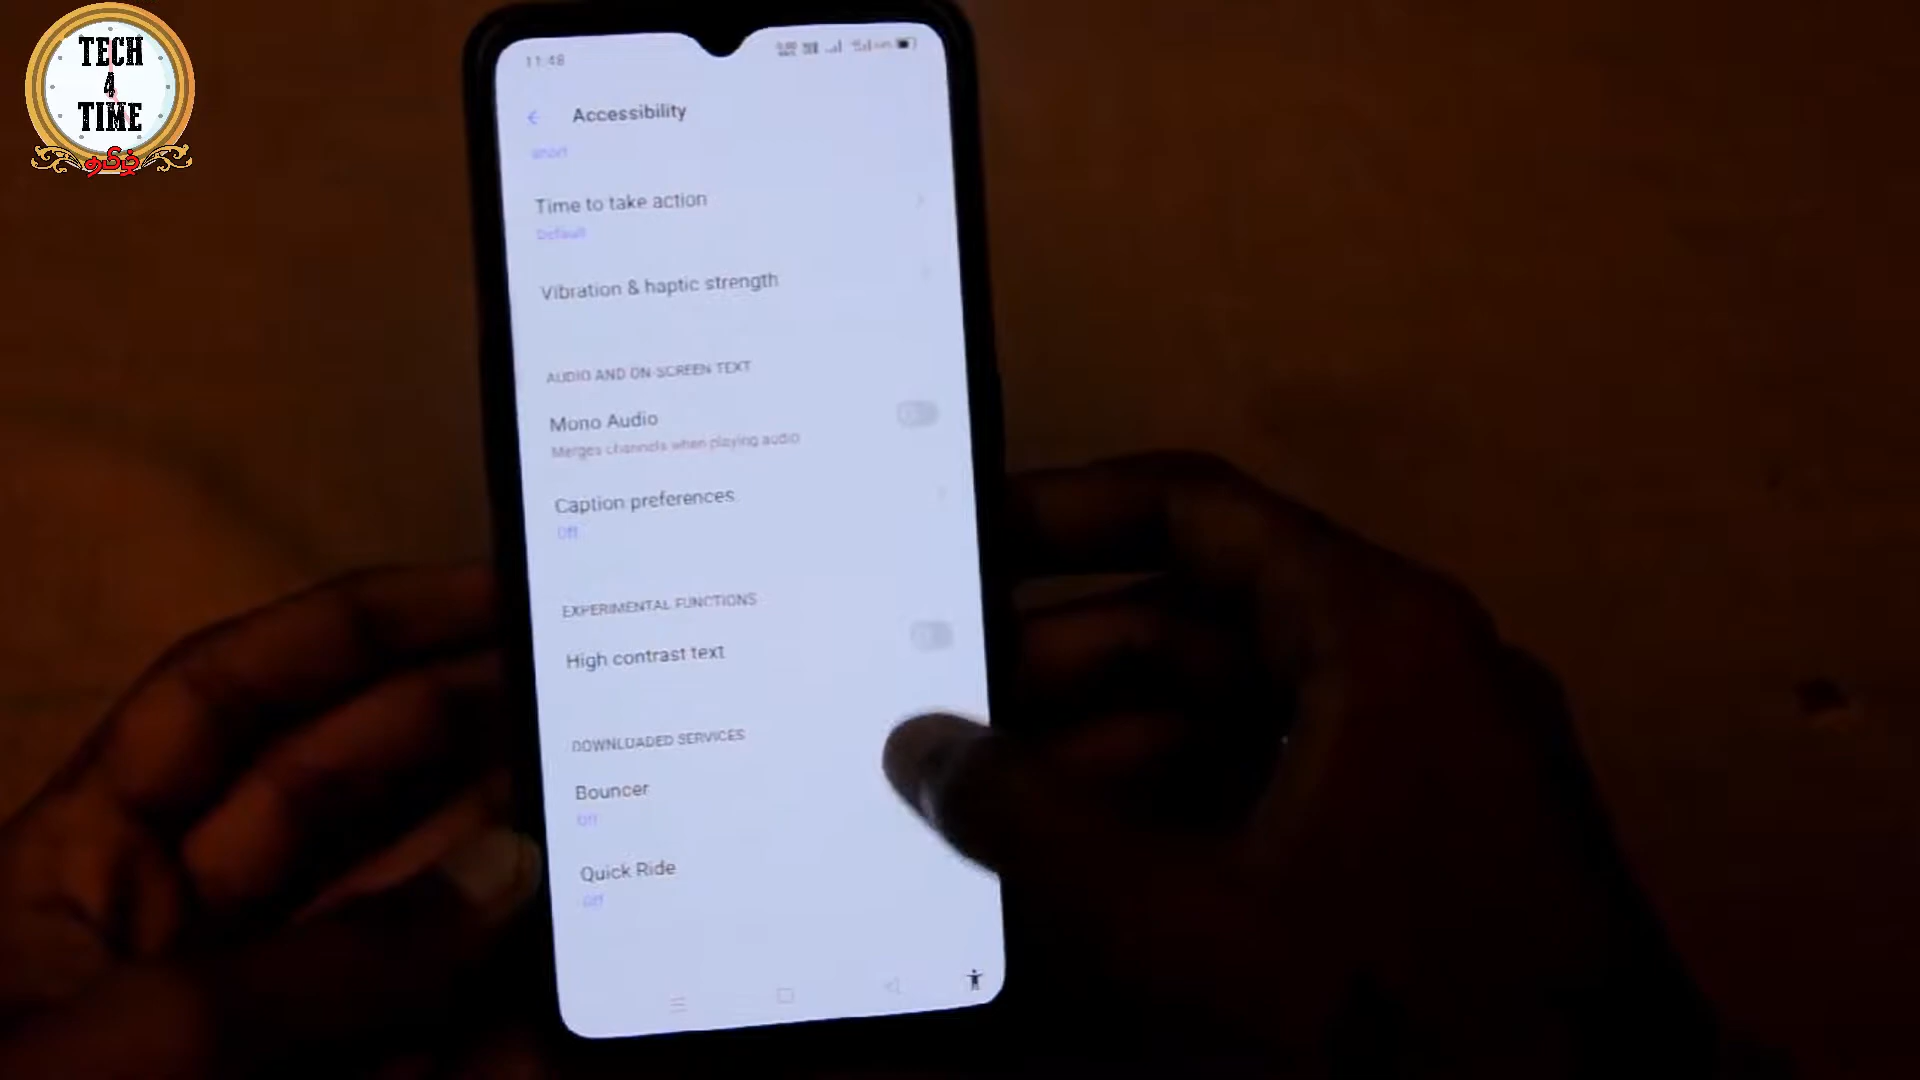 TECH
4
TIME
தமிழ்
11:48
Accessibility
Short
Time to take action
Default
Vibration & haptic strength
AUDIO AND ON-SCREEN TEXT
Mono Audio
Merges channels when playing audio
Caption preferences
Off
EXPERIMENTAL FUNCTIONS
High contrast text
DOWNLOADED SERVICES
Bouncer
Off
Quick Ride
Off